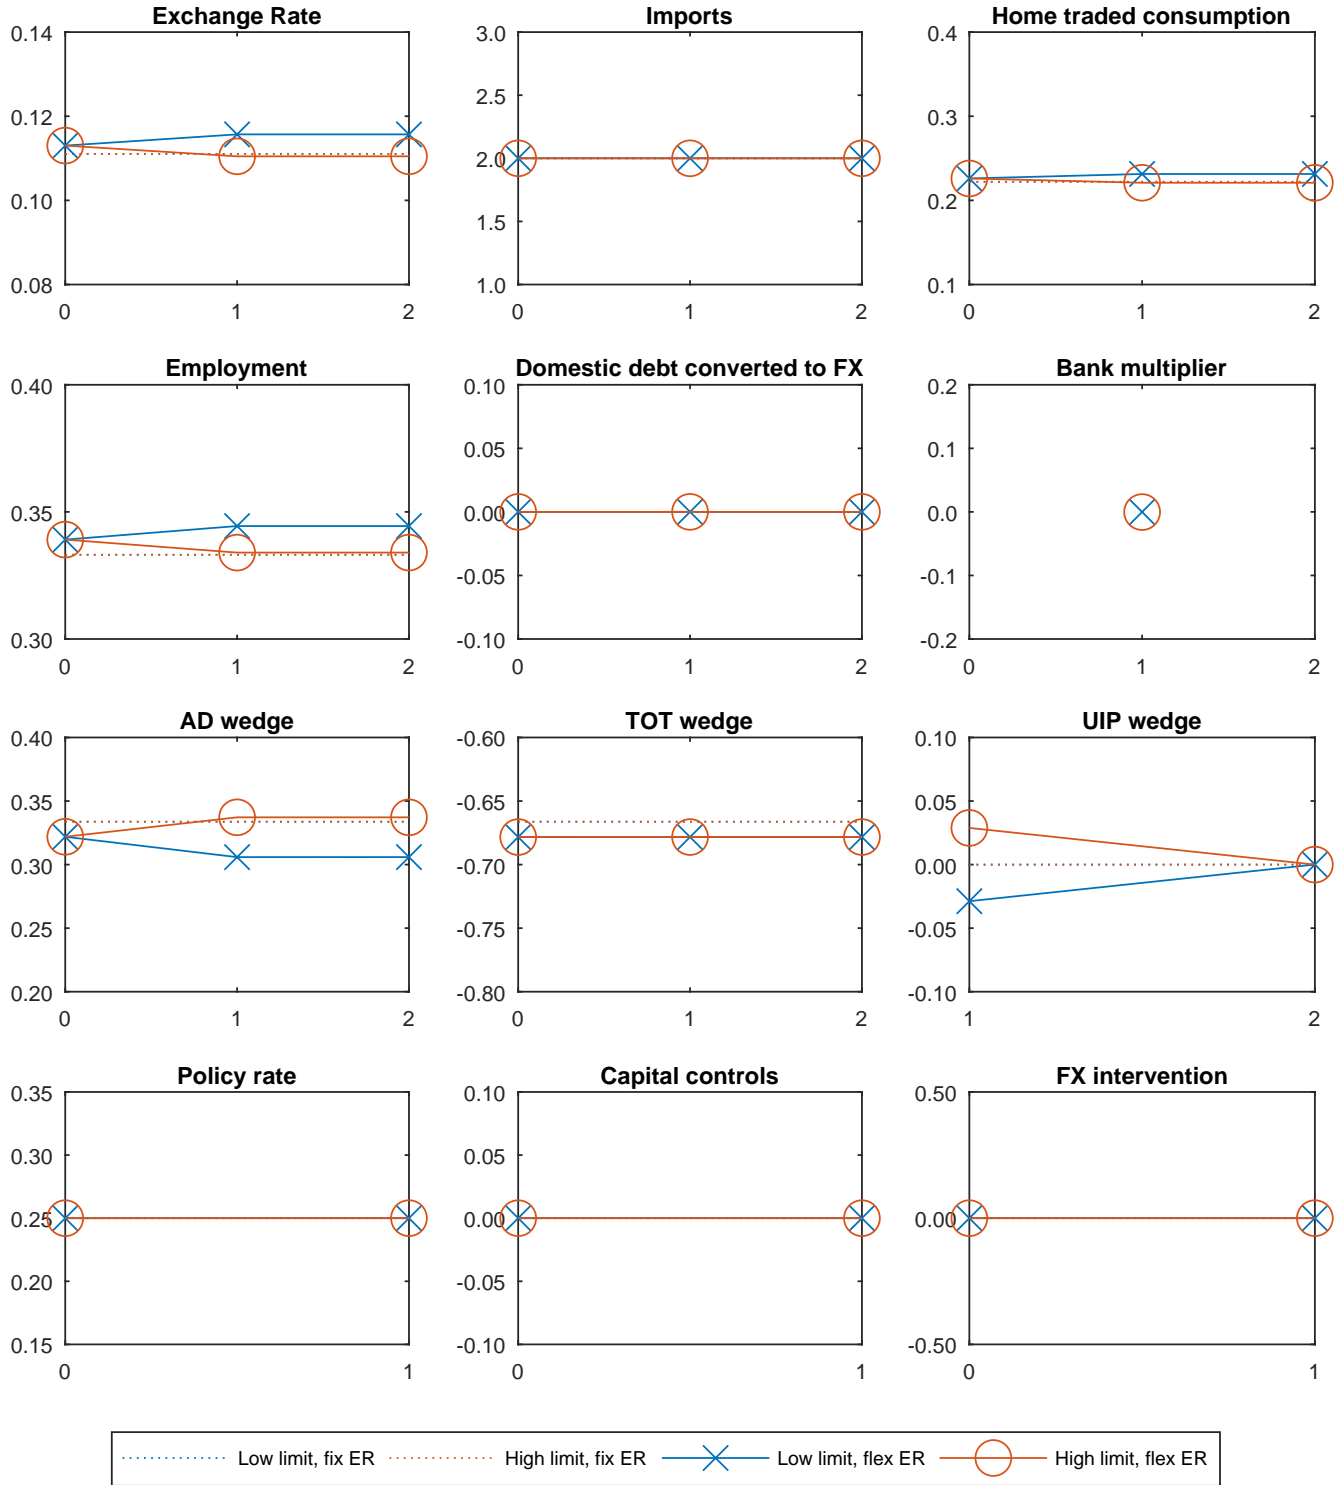 Exchange Rate
0.14
0.12
0.10
0.08
0 1 2
Imports
3.0
2.5
2.0
1.5
1.0
0 1 2
Home traded consumption
0.4
0.3
0.2
0.1
0 1 2
Employment
0.40
0.35
0.30
0 1 2
Domestic debt converted to FX
0.10
0.05
0.00
-0.05
-0.10
0 1 2
Bank multiplier
0.2
0.1
0.0
-0.1
-0.2
0 1 2
AD wedge
0.40
0.35
0.30
0.25
0.20
0 1 2
TOT wedge
-0.60
-0.65
-0.70
-0.75
-0.80
0 1 2
UIP wedge
0.10
0.05
0.00
-0.05
-0.10
1 2
Policy rate
0.35
0.30
0.25
0.20
0.15
0 1
Capital controls
0.10
0.05
0.00
-0.05
-0.10
0 1
FX intervention
0.50
0.00
-0.50
0 1
Low limit, fix ER High limit, fix ER Low limit, flex ER High limit, flex ER